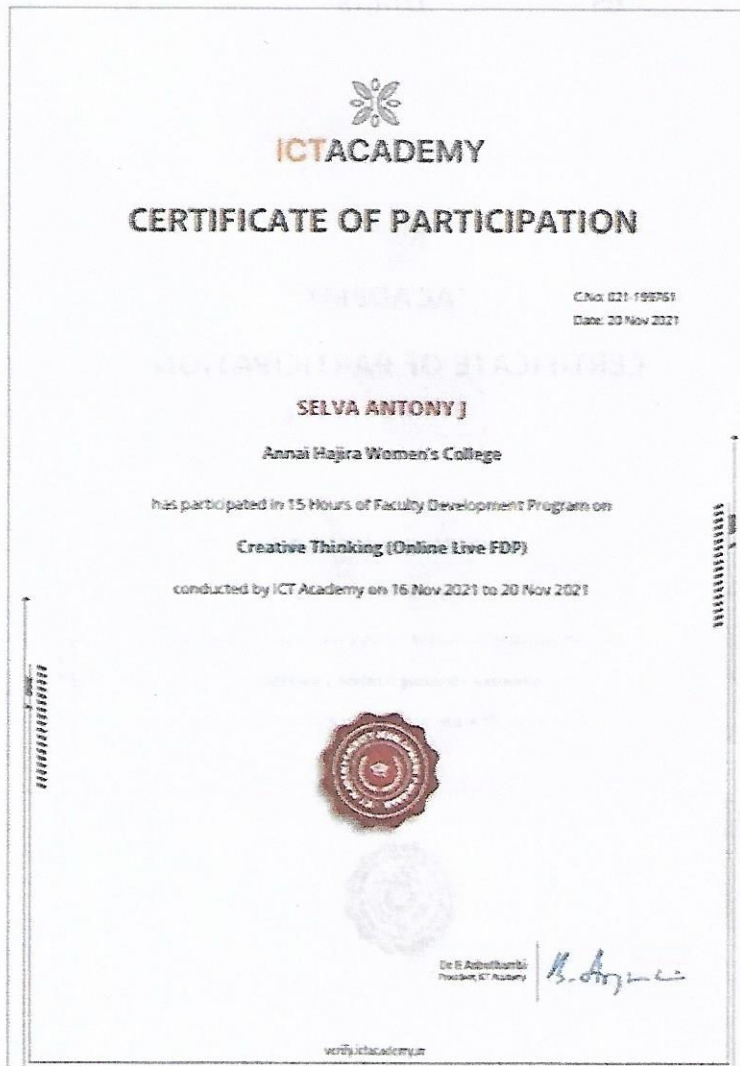 ICTACADEMY
CERTIFICATE OF PARTICIPATION
C.No: 021-199761
Date: 20 Nov 2021
SELVA ANTONY J
Annai Hajira Women's College
has participated in 15 Hours of Faculty Development Program on
Creative Thinking (Online Live FDP)
conducted by ICT Academy on 16 Nov 2021 to 20 Nov 2021
Dr B Anbuthambi
President, ICT Academy
verify.ictacademy.in